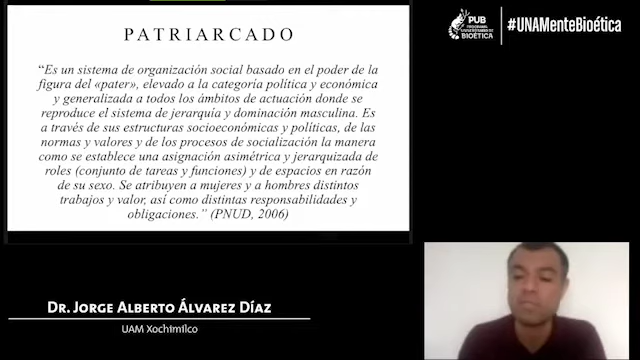 PATRIARCADO
“Es un sistema de organización social basado en el poder de la
figura del «pater», elevado a la categoría política y económica
y generalizada a todos los ámbitos de actuación donde se
reproduce el sistema de jerarquía y dominación masculina. Es
a través de sus estructuras socioeconómicas y políticas, de las
normas y valores y de los procesos de socialización la manera
como se establece una asignación asimétrica y jerarquizada de
roles (conjunto de tareas y funciones) y de espacios en razón
de su sexo. Se atribuyen a mujeres y a hombres distintos
trabajos y valor, así como distintas responsabilidades y
obligaciones.” (PNUD, 2006)
PUB
PROGRAMA
UNIVERSITARIO DE
BIOÉTICA
#UNAMenteBioética
DR. JORGE ALBERTO ÁLVAREZ DÍAZ
UAM Xochimilco